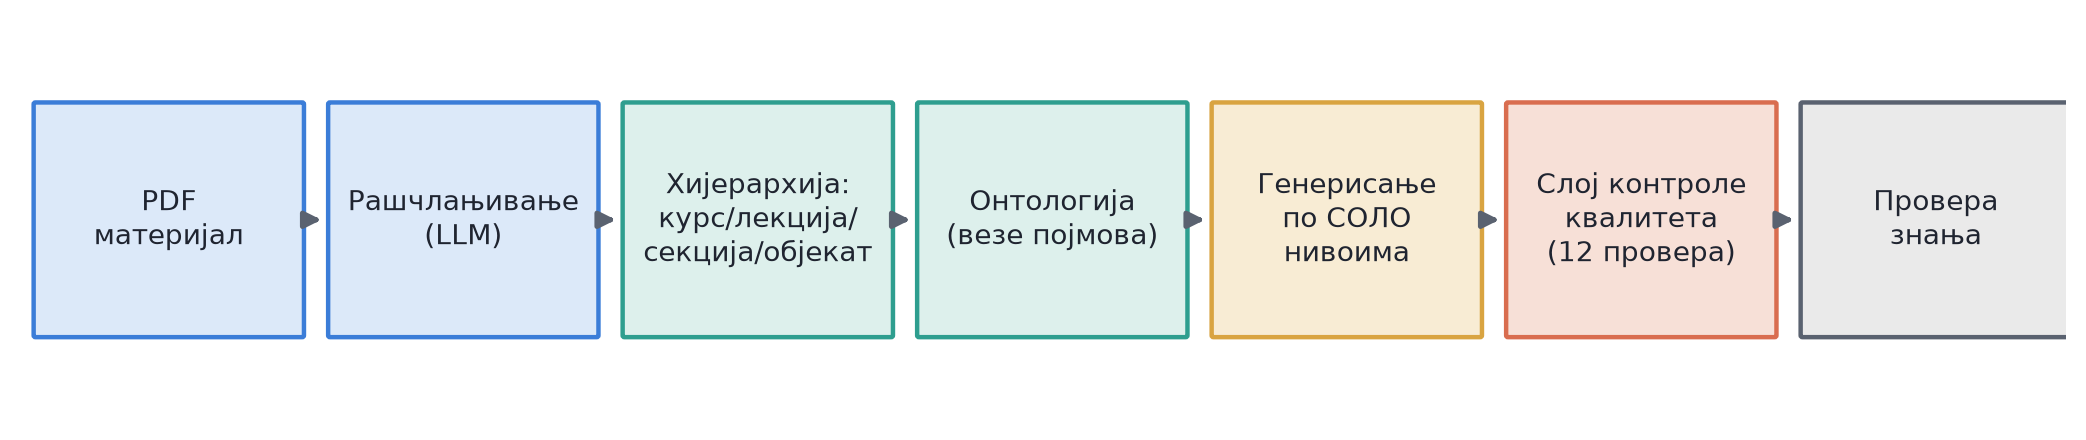 PDF
материјал
Рашчлањивање
(LLM)
Хијерархија:
курс/лекција/
секција/објекат
Онтологија
(везе појмова)
Генерисање
по СОЛО
нивоима
Слој контроле
квалитета
(12 провера)
Провера
знања